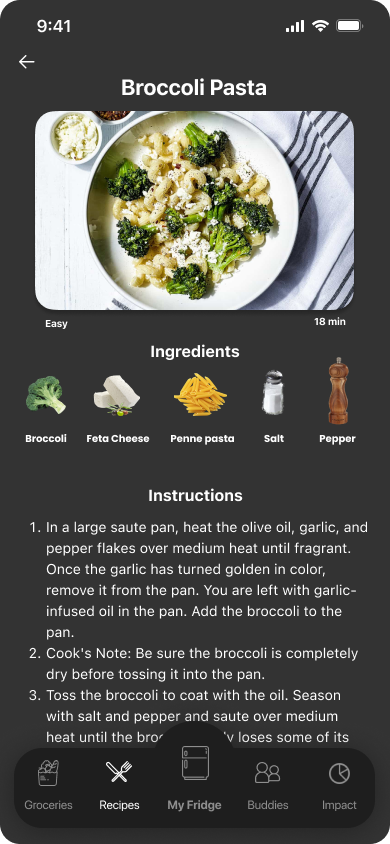 9:41
Broccoli Pasta
Easy
18 min
Ingredients
Broccoli
Feta Cheese
Penne pasta
Salt
Pepper
Instructions
1. In a large saute pan, heat the olive oil, garlic, and
pepper flakes over medium heat until fragrant.
Once the garlic has turned golden in color,
remove it from the pan. You are left with garlic-
infused oil in the pan. Add the broccoli to the
pan.
2. Cook's Note: Be sure the broccoli is completely
dry before tossing it into the pan.
3. Toss the broccoli to coat with the oil. Season
with salt and pepper and saute over medium
heat until the loses some of its
Groceries
Recipes
My Fridge
Buddies
Impact